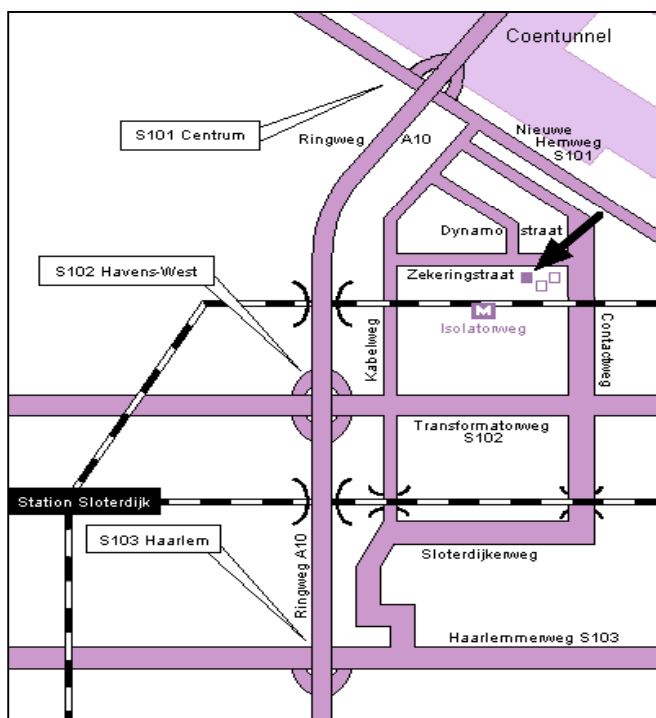 Coentunnel
S101 Centrum
Ringweg A10
Nieuwe
Hemweg
S101
Dynamo straat
S102 Havens-West
Zekeringstraat
M
Isolatorweg
Kabelweg
Contactweg
Transformatorweg
S102
Station Sloterdijk
S103 Haarlem
Ringweg A10
Sloterdijkerweg
Haarlemmerweg S103